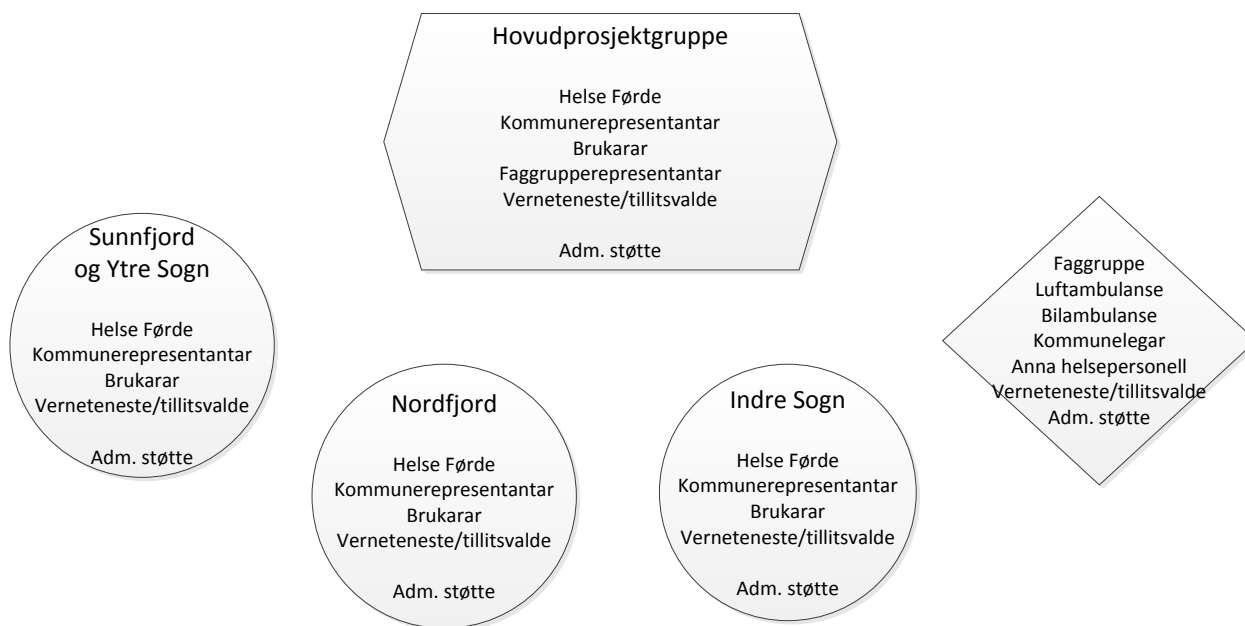 Hovudprosjektgruppe
Helse Førde
Kommunerepresentantar
Brukarar
Faggrupperepresentantar
Verneteneste/tillitsvalde
Adm. støtte
Sunnfjord
og Ytre Sogn
Helse Førde
Kommunerepresentantar
Brukarar
Verneteneste/tillitsvalde
Adm. støtte
Nordfjord
Helse Førde
Kommunerepresentantar
Brukarar
Verneteneste/tillitsvalde
Adm. støtte
Indre Sogn
Helse Førde
Kommunerepresentantar
Brukarar
Verneteneste/tillitsvalde
Adm. støtte
Faggruppe
Luftambulanse
Bilambulanse
Kommunelegar
Anna helsepersonell
Verneteneste/tillitsvalde
Adm. støtte